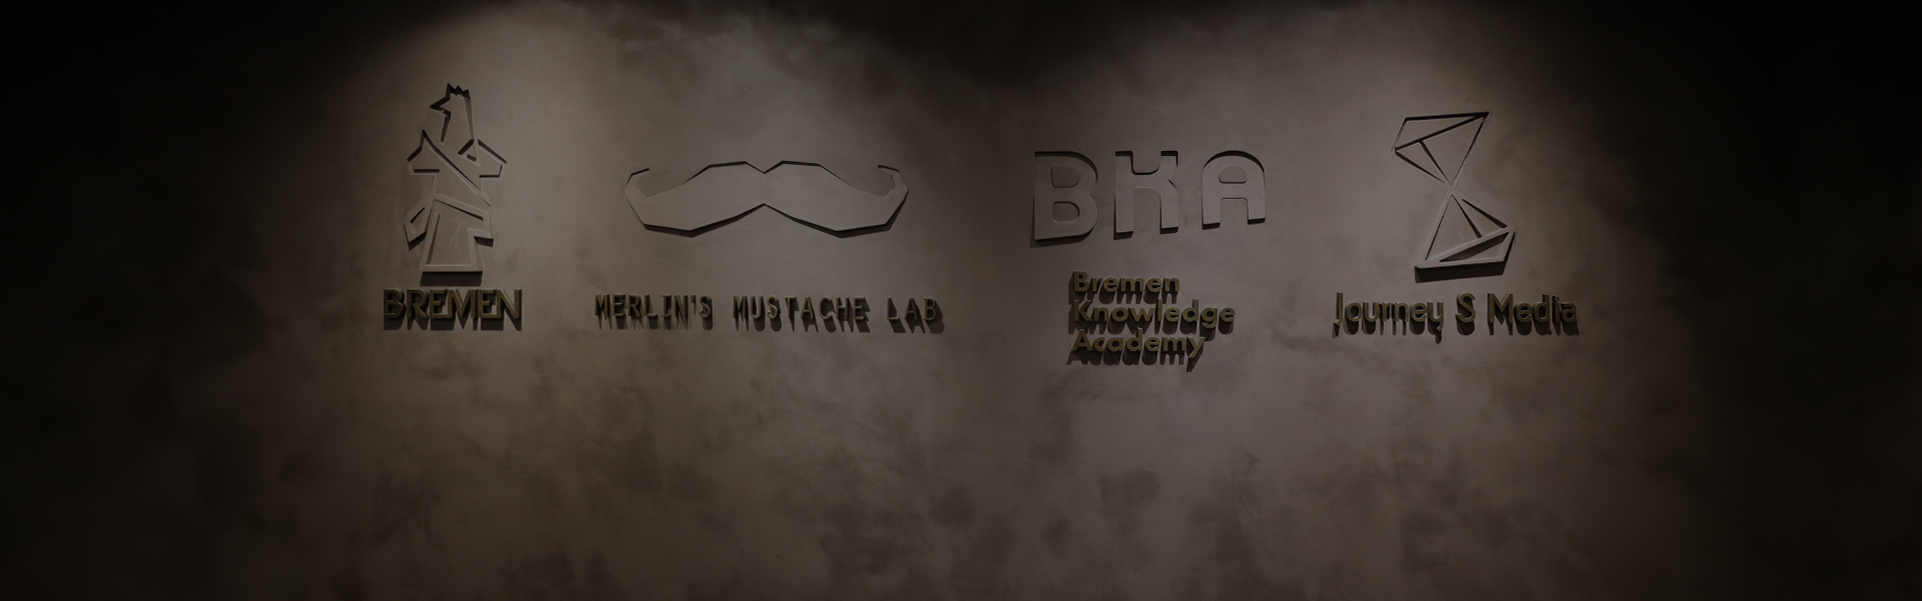 BREMEN
MERLIN'S MUSTACHE LAB
BKA
Bremen
Knowledge
Academy
Journey S Media